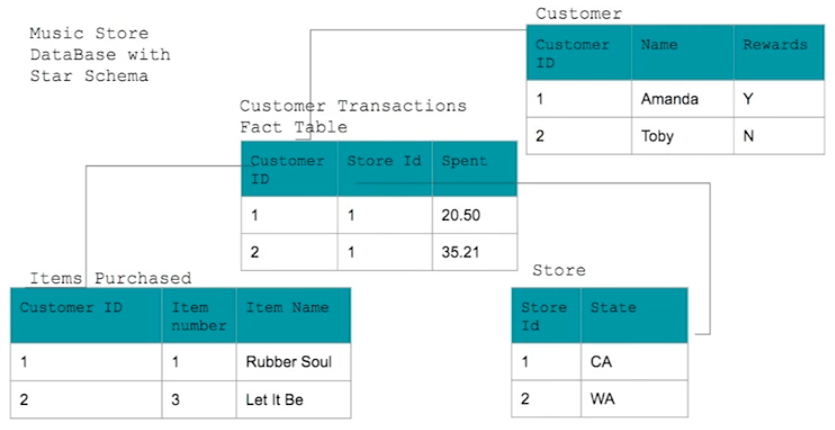 Music Store
DataBase with
Star Schema
Customer
Customer ID Name Rewards
1 Amanda Y
2 Toby N
Customer Transactions
Fact Table
Customer ID Store Id Spent
1 1 20.50
2 1 35.21
Items Purchased
Customer ID Item number Item Name
1 1 Rubber Soul
2 3 Let It Be
Store
Store Id State
1 CA
2 WA